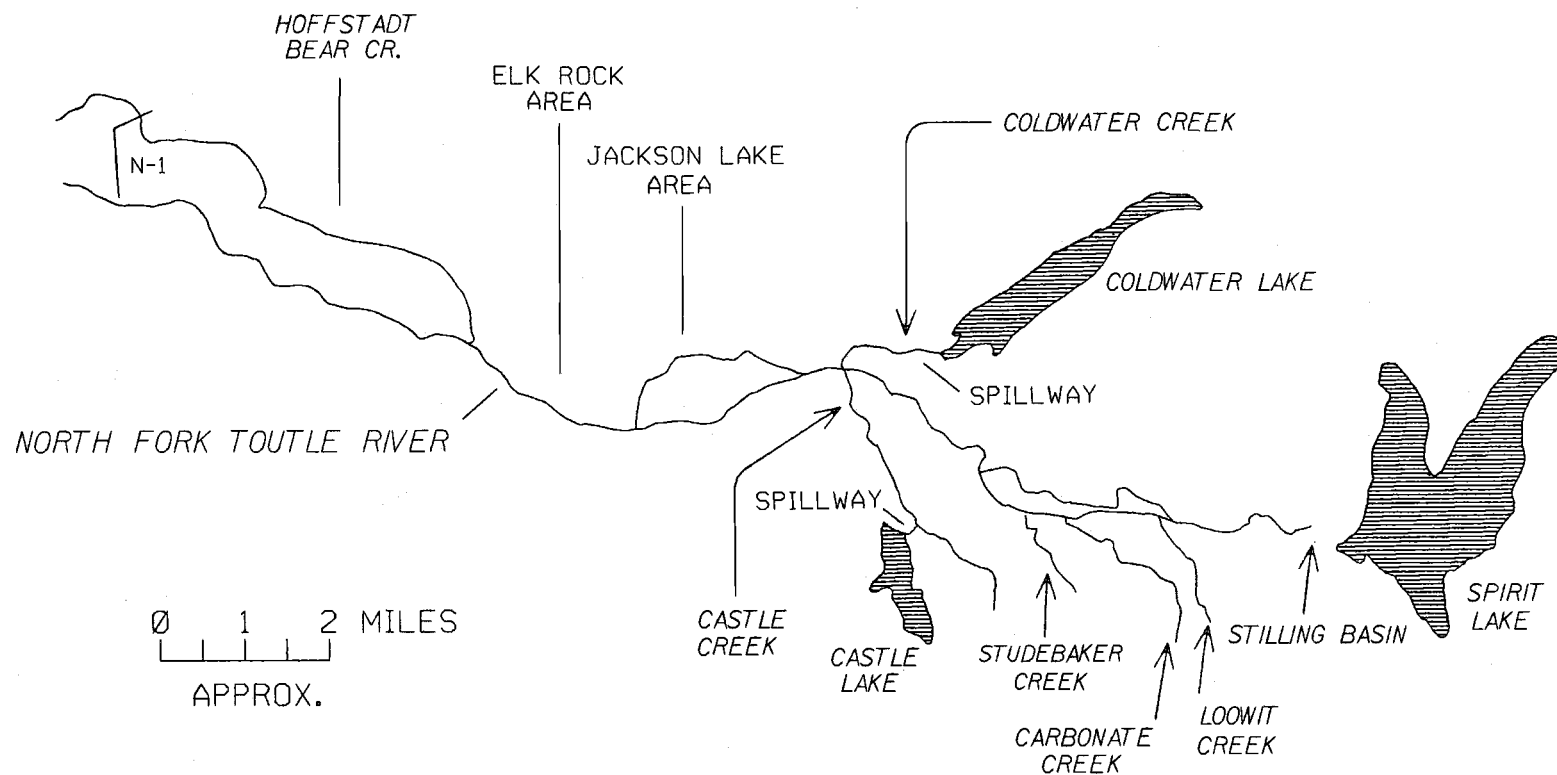 HOFFSTADT
BEAR CR.
ELK ROCK
AREA
JACKSON LAKE
AREA
COLDWATER CREEK
N-1
COLDWATER LAKE
SPILLWAY
NORTH FORK TOUTLE RIVER
SPILLWAY
0 1 2 MILES
APPROX.
CASTLE
CREEK
CASTLE
LAKE
STUDEBAKER
CREEK
CARBONATE
CREEK
LOOWIT
CREEK
STILLING BASIN
SPIRIT
LAKE